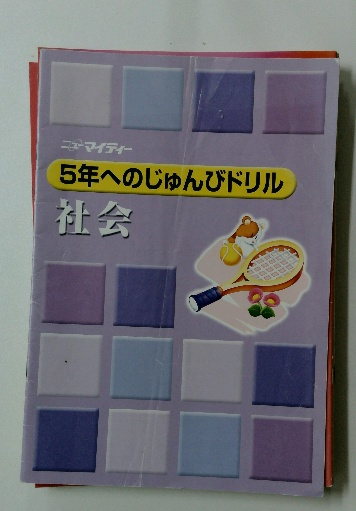 ニューマイティー
5年へのじゅんびドリル
社会